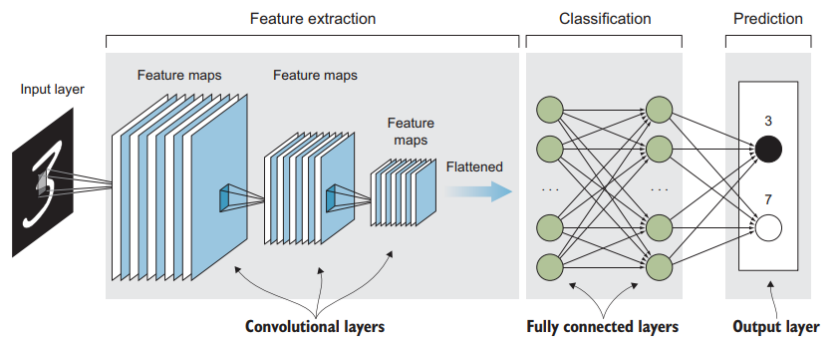 Feature extraction
Classification
Prediction
Input layer
Feature maps
Feature maps
Feature
maps
Flattened
3
3
7
. . .
. . .
Convolutional layers
Fully connected layers
Output layer